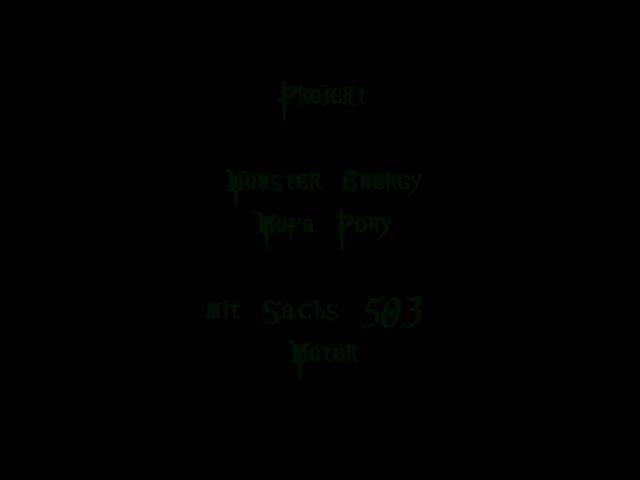 Projekt
Monster Energy
Mofa Pony
mit Sachs 503
Motor